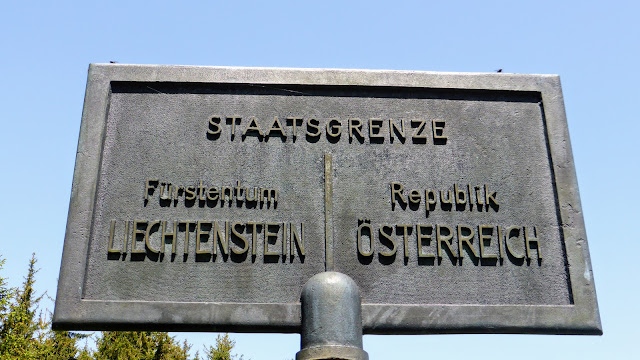 STAATSGRENZE
Fürstentum
LIECHTENSTEIN
Republik
ÖSTERREICH